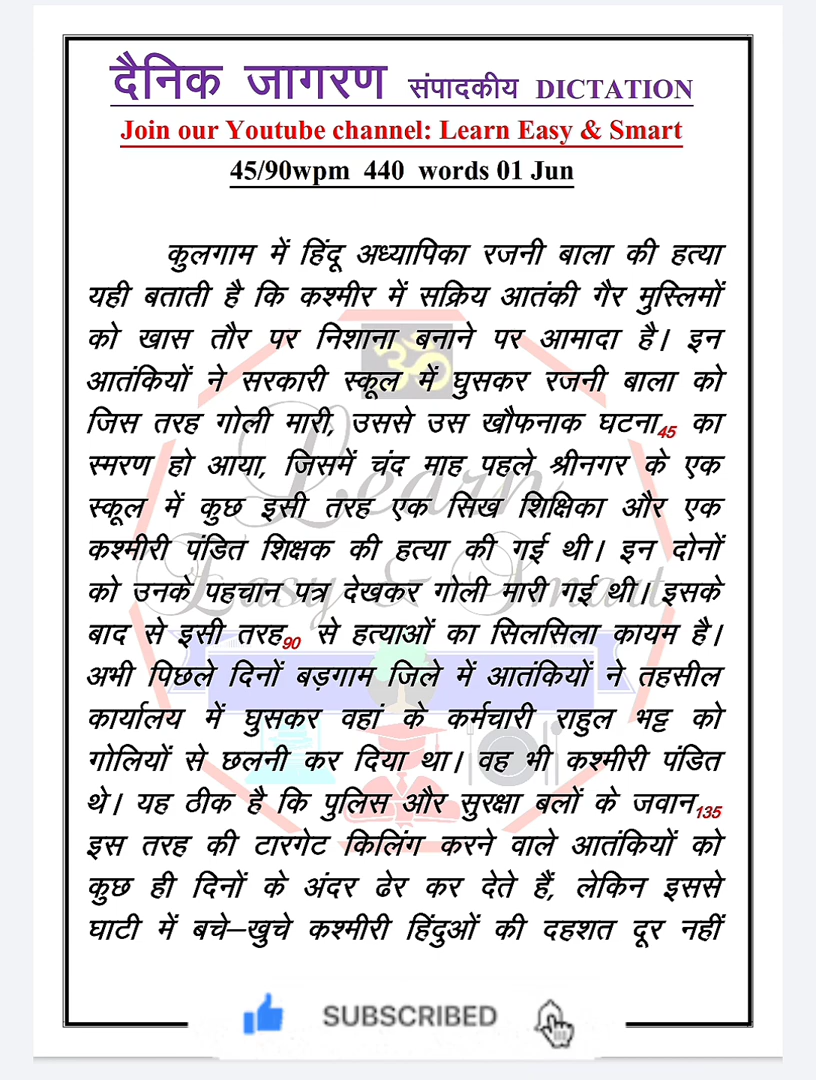 दैनिक जागरण संपादकीय DICTATION
Join our Youtube channel: Learn Easy & Smart
45/90wpm 440 words 01 Jun
कुलगाम में हिंदू अध्यापिका रजनी बाला की हत्या
यही बताती है कि कश्मीर में सक्रिय आतंकी गैर मुस्लिमों
को खास तौर पर निशाना बनाने पर आमादा है। इन
आतंकियों ने सरकारी स्कूल में घुसकर रजनी बाला को
जिस तरह गोली मारी, उससे उस खौफनाक घटना45 का
स्मरण हो आया, जिसमें चंद माह पहले श्रीनगर के एक
स्कूल में कुछ इसी तरह एक सिख शिक्षिका और एक
कश्मीरी पंडित शिक्षक की हत्या की गई थी। इन दोनों
को उनके पहचान पत्र देखकर गोली मारी गई थी। इसके
बाद से इसी तरह90 से हत्याओं का सिलसिला कायम है।
अभी पिछले दिनों बड़गाम जिले में आतंकियों ने तहसील
कार्यालय में घुसकर वहां के कर्मचारी राहुल भट्ट को
गोलियों से छलनी कर दिया था। वह भी कश्मीरी पंडित
थे। यह ठीक है कि पुलिस और सुरक्षा बलों के जवान135
इस तरह की टारगेट किलिंग करने वाले आतंकियों को
कुछ ही दिनों के अंदर ढेर कर देते हैं, लेकिन इससे
घाटी में बचे–खुचे कश्मीरी हिंदुओं की दहशत दूर नहीं
Learn
Easy & Smart
ॐ
SUBSCRIBED